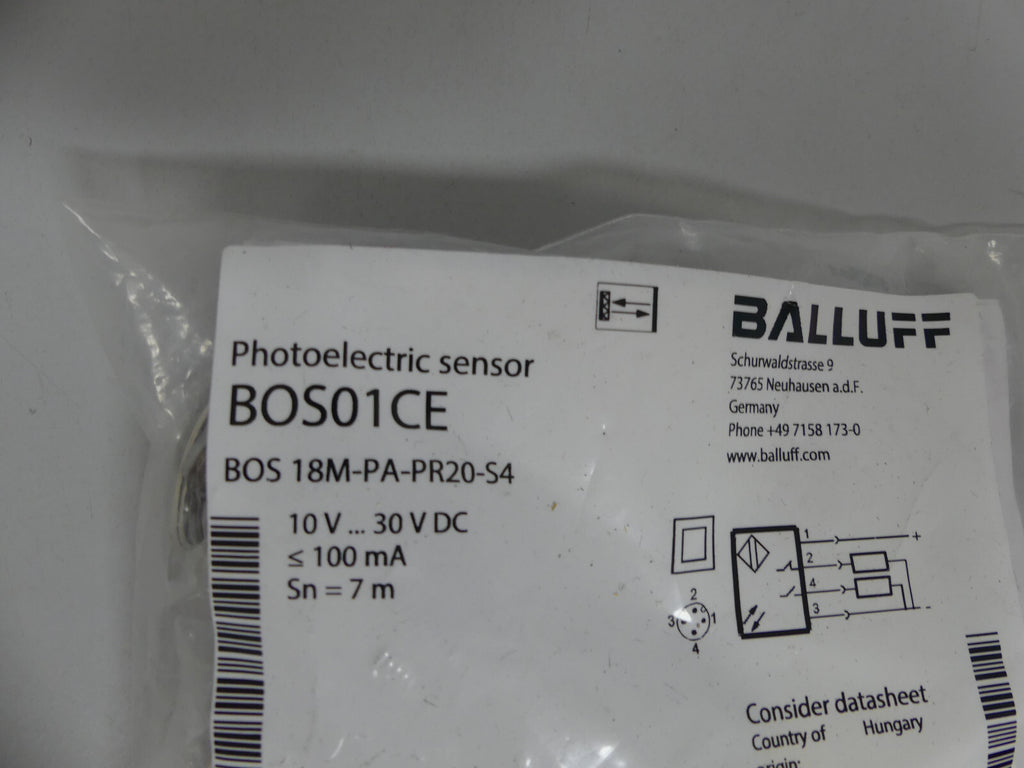 BALLUFF
Schurwaldstrasse 9
73765 Neuhausen a.d.F.
Germany
Phone +49 7158 173-0
www.balluff.com
Photoelectric sensor
BOS01CE
BOS 18M-PA-PR20-S4
10 V ... 30 V DC
≤ 100 mA
Sn = 7 m
1 +
2
4
3 -
2
3 1
4
Consider datasheet
Country of Hungary
origin: